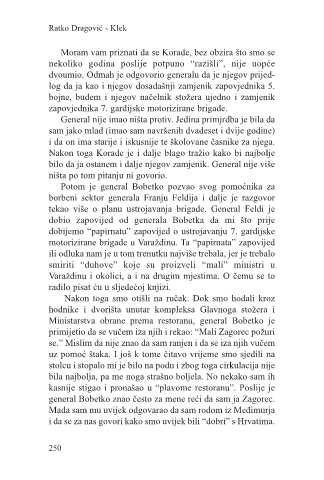 Ratko Dragović - Klek
Moram vam priznati da se Korade, bez obzira što smo se
nekoliko godina poslije potpuno “razišli”, nije uopće
dvoumio. Odmah je odgovorio generalu da je njegov prijed-
log da ja kao i njegov dosadašnji zamjenik zapovjednika 5.
bojne, budem i njegov načelnik stožera ujedno i zamjenik
zapovjednika 7. gardijske motorizirane brigade.
General nije imao ništa protiv. Jedina primjrdba je bila da
sam jako mlad (imao sam navršenih dvadeset i dvije godine)
i da on ima starije i iskusnije te školovane časnike za njega.
Nakon toga Korade je i dalje blago tražio kako bi najbolje
bilo da ja ostanem i dalje njegov zamjenik. General nije više
ništa po tom pitanju ni govorio.
Potom je general Bobetko pozvao svog pomoćnika za
borbeni sektor generala Franju Feldija i dalje je razgovor
tekao više o planu ustrojavanja brigade. General Feldi je
dobio zapovijed od generala Bobetka da mi što prije
dobijemo “papirnatu” zapovijed o ustrojavanju 7. gardijske
motorizirane brigade u Varaždinu. Ta “papirnata” zapovijed
ili odluka nam je u tom trenutku najviše trebala, jer je trebalo
smiriti “duhove” koje su proizveli “mali” ministri u
Varaždinu i okolici, a i na drugim mjestima. O čemu se to
radilo pisat ću u sljedećoj knjizi.
Nakon toga smo otišli na ručak. Dok smo hodali kroz
hodnike i dvorišta unutar kompleksa Glavnoga stožera i
Ministarstva obrane prema restoranu, general Bobetko je
primijetio da se vučem iza njih i rekao: “Mali Zagorec požuri
se.” Mislim da nije znao da sam ranjen i da se iza njih vučem
uz pomoć štaka. I još k tome čitavo vrijeme smo sjedili na
stolcu i stopalo mi je bilo na podu i zbog toga cirkulacija nije
bila najbolja, pa me noga strašno boljela. No nekako sam ih
kasnije stigao i pronašao u “plavome restoranu”. Poslije je
general Bobetko znao često za mene reći da sam ja Zagorec.
Mada sam mu uvijek odgovarao da sam rodom iz Međimurja
i da se za nas govori kako smo uvijek bili “dobri” s Hrvatima.
250